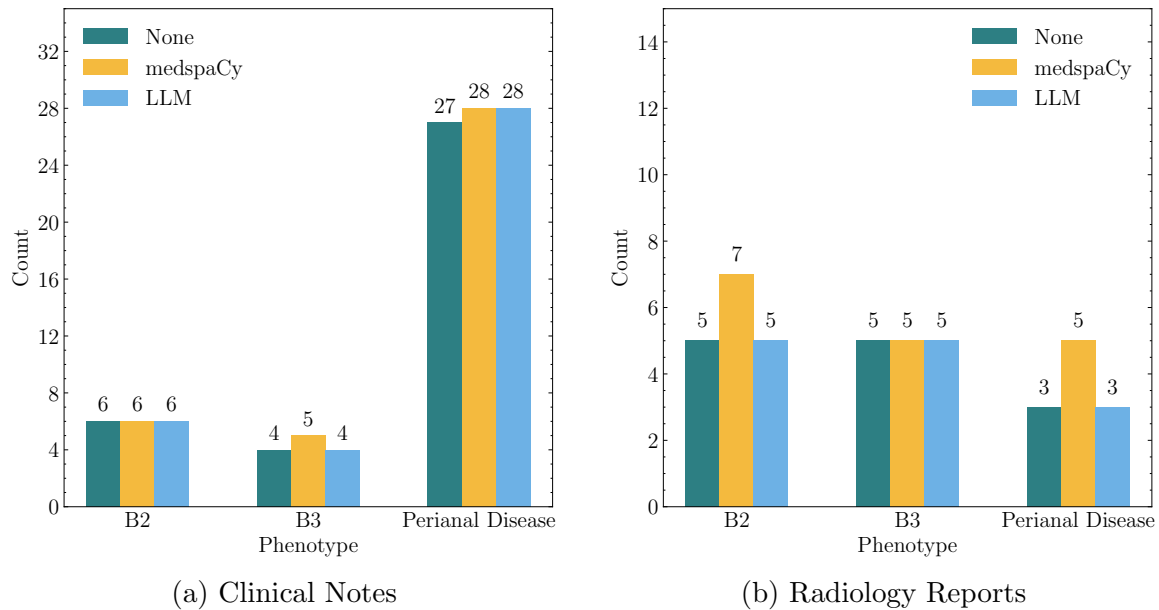 None
medspaCy
LLM
32
28
24
20
16
12
8
4
0
Count
6 6 6
4 5 4
27 28 28
B2 B3 Perianal Disease
Phenotype
(a) Clinical Notes
None
medspaCy
LLM
14
12
10
8
6
4
2
0
Count
5 7 5
5 5 5
3 5 3
B2 B3 Perianal Disease
Phenotype
(b) Radiology Reports